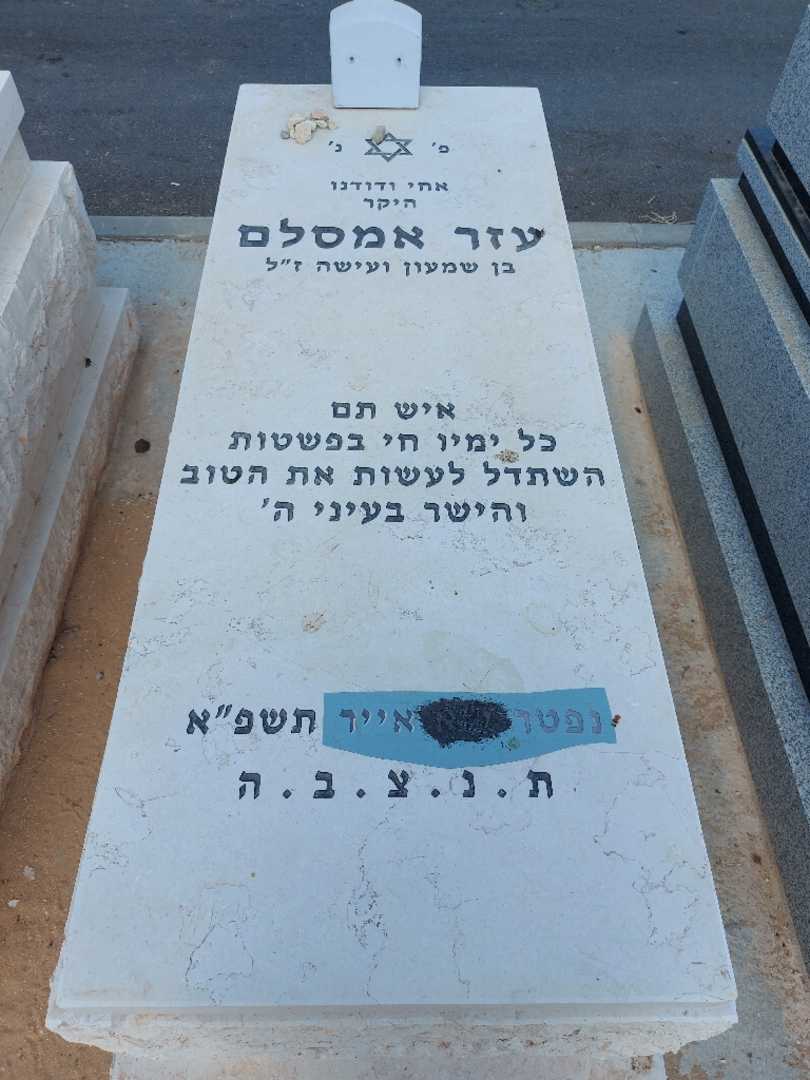 פ׳ נ׳
אחי ודודנו
היקר
עזר אמסלם
בן שמעון ועישה ז״ל
איש תם
כל ימיו חי בפשטות
השתדל לעשות את הטוב
והישר בעיני ה׳
נפטר אייר תשפ״א
ת.נ.צ.ב.ה